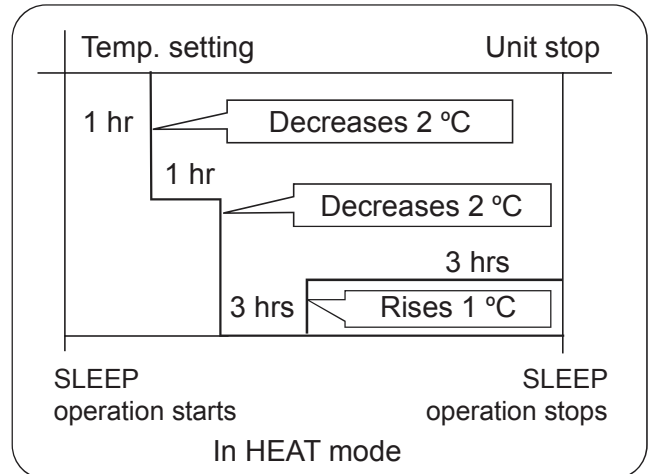 Temp. setting Unit stop
1 hr Decreases 2 ºC
1 hr
Decreases 2 ºC
3 hrs
3 hrs Rises 1 ºC
SLEEP SLEEP
operation starts operation stops
In HEAT mode